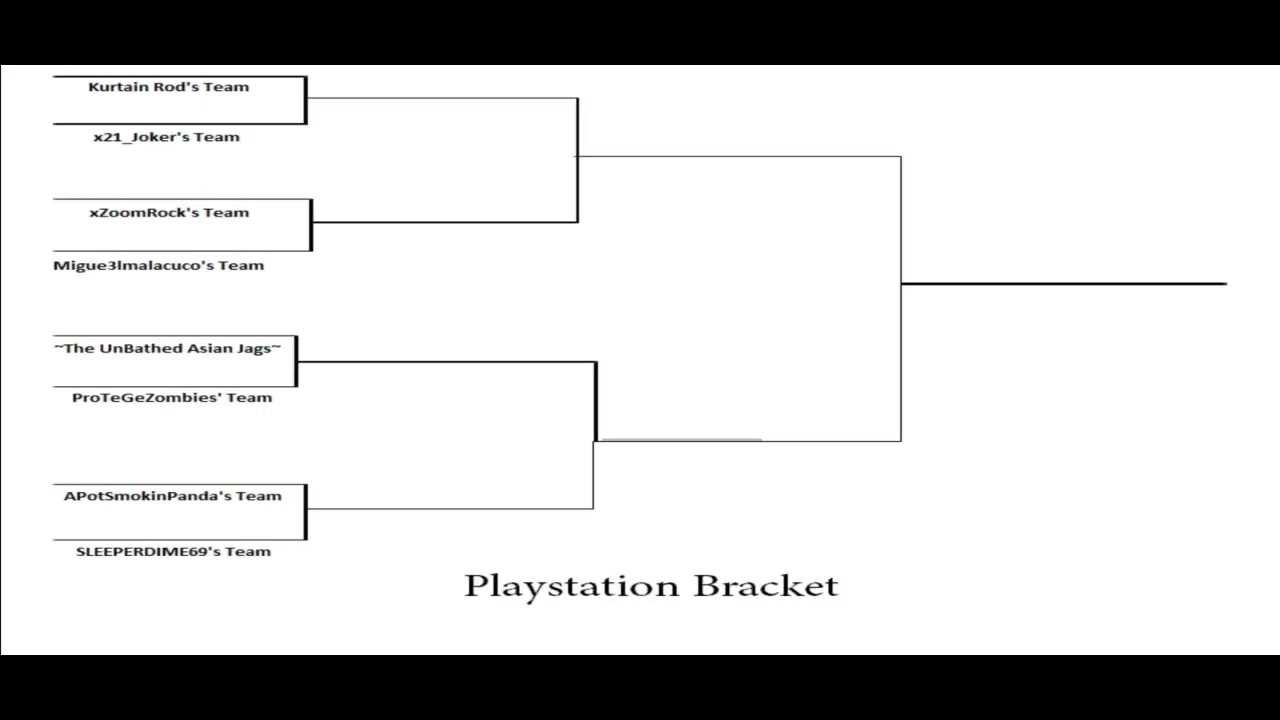 Kurtain Rod's Team
x21_Joker's Team
xZoomRock's Team
Migue3lmalacuco's Team
~The UnBathed Asian Jags~
ProTeGeZombies' Team
APotSmokinPanda's Team
SLEEPERDIME69's Team
Playstation Bracket